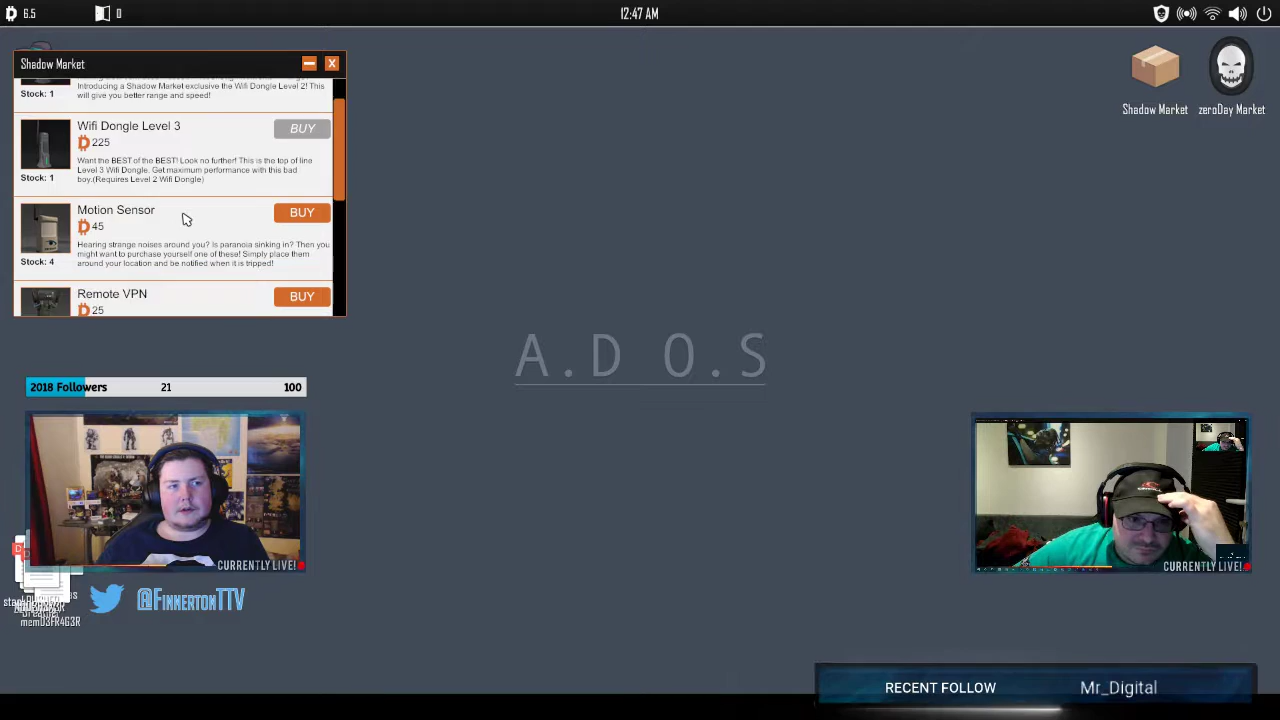 6.5
0
12:47 AM
Shadow Market
Introducing a Shadow Market exclusive the Wifi Dongle Level 2! This
will give you better range and speed!
Stock: 1
Wifi Dongle Level 3
BUY
225
Want the BEST of the BEST! Look no further! This is the top of line
Level 3 Wifi Dongle. Get maximum performance with this bad
boy.(Requires Level 2 Wifi Dongle)
Stock: 1
Motion Sensor
BUY
45
Hearing strange noises around you? Is paranoia sinking in? Then you
might want to purchase yourself one of these! Simply place them
around your location and be notified when it is tripped!
Stock: 4
Remote VPN
BUY
25
Shadow Market
zeroDay Market
A.D O.S
2018 Followers 21 100
CURRENTLY LIVE!
CURRENTLY LIVE!
@FinnertonTTV
memD3FR4G3R
RECENT FOLLOW Mr_Digital